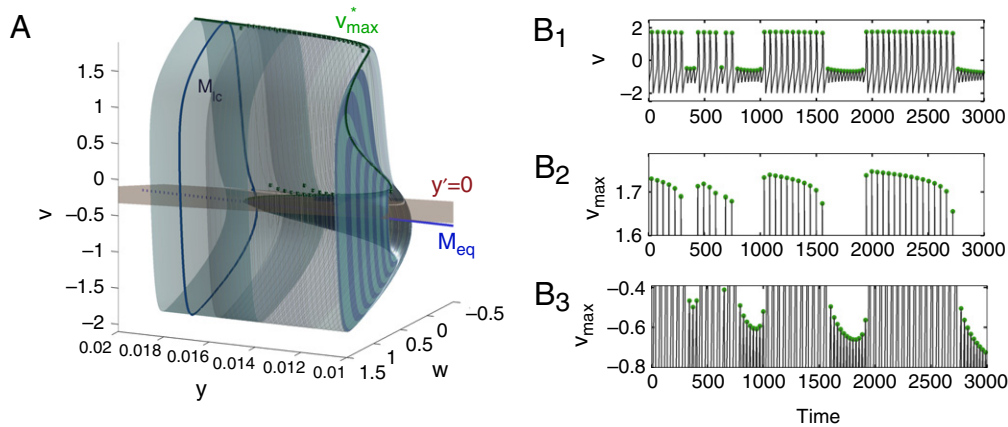 A
v*max
Mlc
y'=0
Meq
v
1.5
1
0.5
0
−0.5
−1
−1.5
−2
0.02
0.018
0.016
0.014
0.012
0.01
y
1.5
1
0.5
0
−0.5
w
B1
v
2
0
−2
0 500 1000 1500 2000 2500 3000
B2
vmax
1.7
1.6
0 500 1000 1500 2000 2500 3000
B3
vmax
−0.4
−0.6
−0.8
0 500 1000 1500 2000 2500 3000
Time